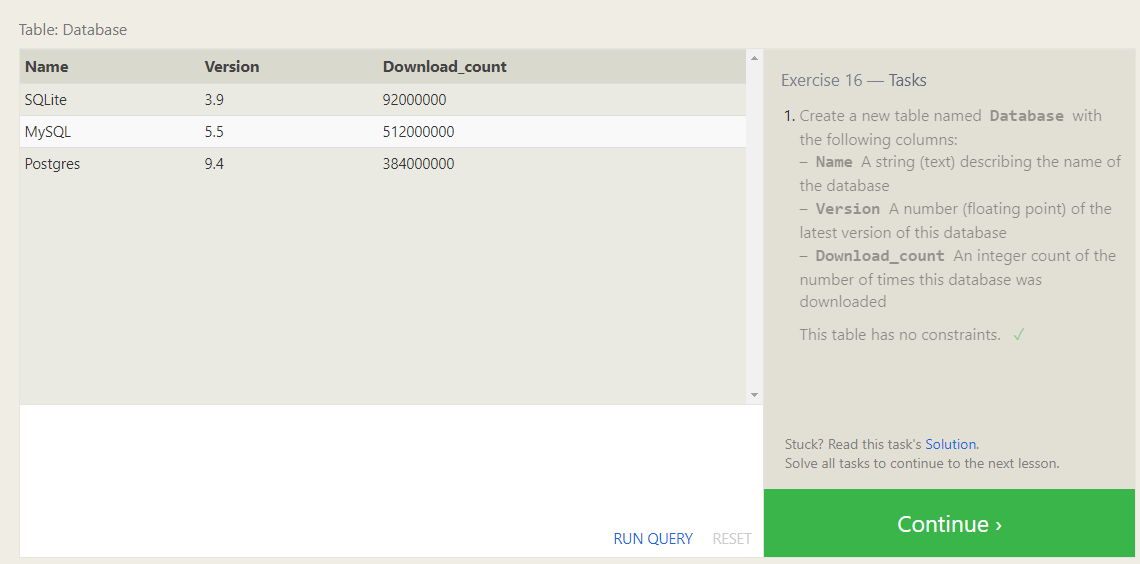 Table: Database
Name Version Download_count
SQLite 3.9 92000000
MySQL 5.5 512000000
Postgres 9.4 384000000
RUN QUERY RESET
Exercise 16 — Tasks
1. Create a new table named Database with
the following columns:
– Name A string (text) describing the name of
the database
– Version A number (floating point) of the
latest version of this database
– Download_count An integer count of the
number of times this database was
downloaded
This table has no constraints. ✓
Stuck? Read this task's Solution.
Solve all tasks to continue to the next lesson.
Continue ›